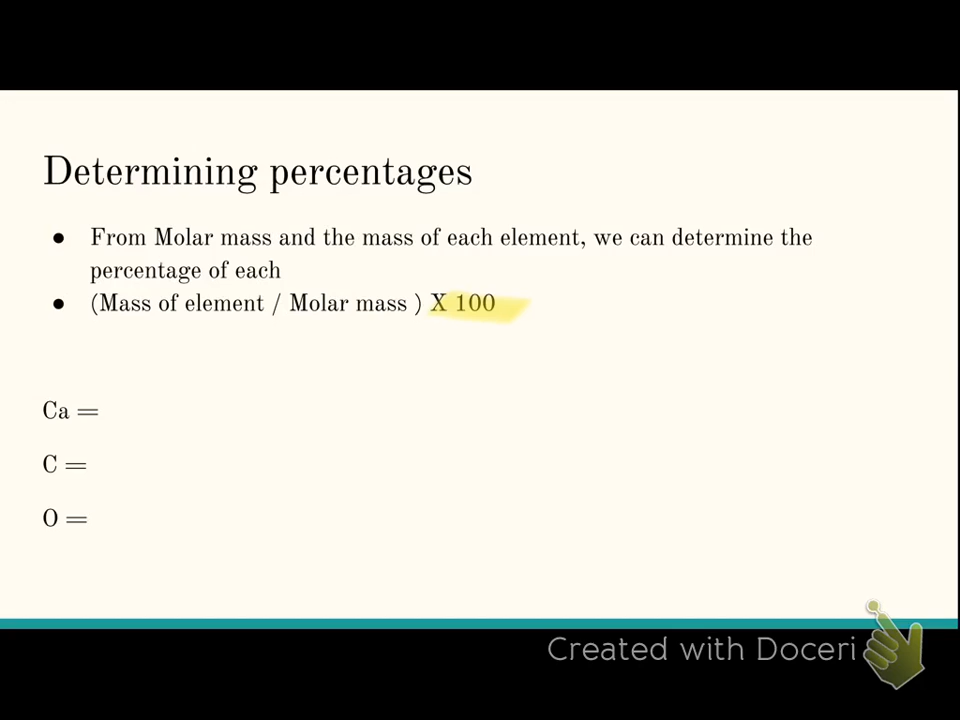 Determining percentages
● From Molar mass and the mass of each element, we can determine the
percentage of each
● (Mass of element / Molar mass ) X 100
Ca =
C =
O =
Created with Doceri